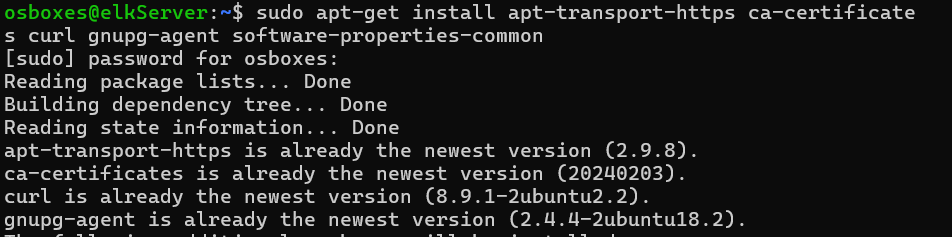 osboxes@elkServer:~$ sudo apt-get install apt-transport-https ca-certificate
s curl gnupg-agent software-properties-common
[sudo] password for osboxes:
Reading package lists... Done
Building dependency tree... Done
Reading state information... Done
apt-transport-https is already the newest version (2.9.8).
ca-certificates is already the newest version (20240203).
curl is already the newest version (8.9.1-2ubuntu2.2).
gnupg-agent is already the newest version (2.4.4-2ubuntu18.2).